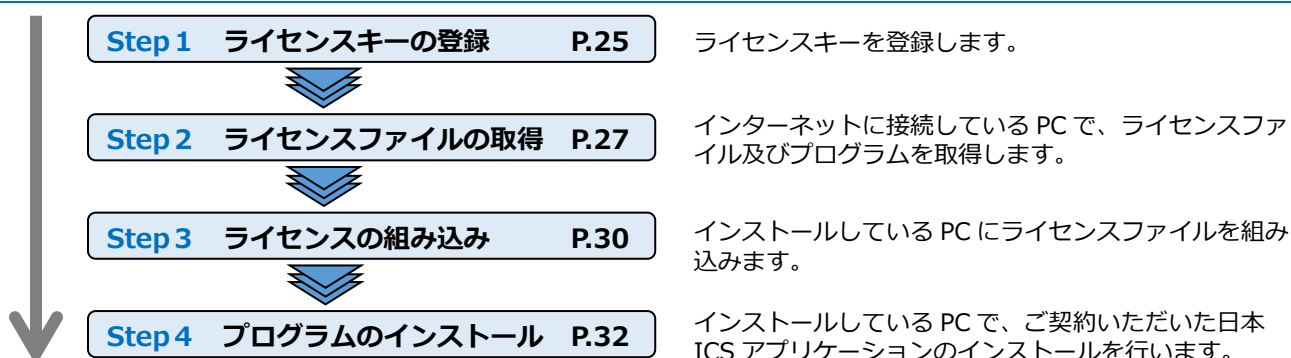 Step 1 ライセンスキーの登録 P.25
ライセンスキーを登録します。
Step 2 ライセンスファイルの取得 P.27
インターネットに接続している PC で、ライセンスファ
イル及びプログラムを取得します。
Step 3 ライセンスの組み込み P.30
インストールしている PC にライセンスファイルを組み
込みます。
Step 4 プログラムのインストール P.32
インストールしている PC で、ご契約いただいた日本
ICS アプリケーションのインストールを行います。